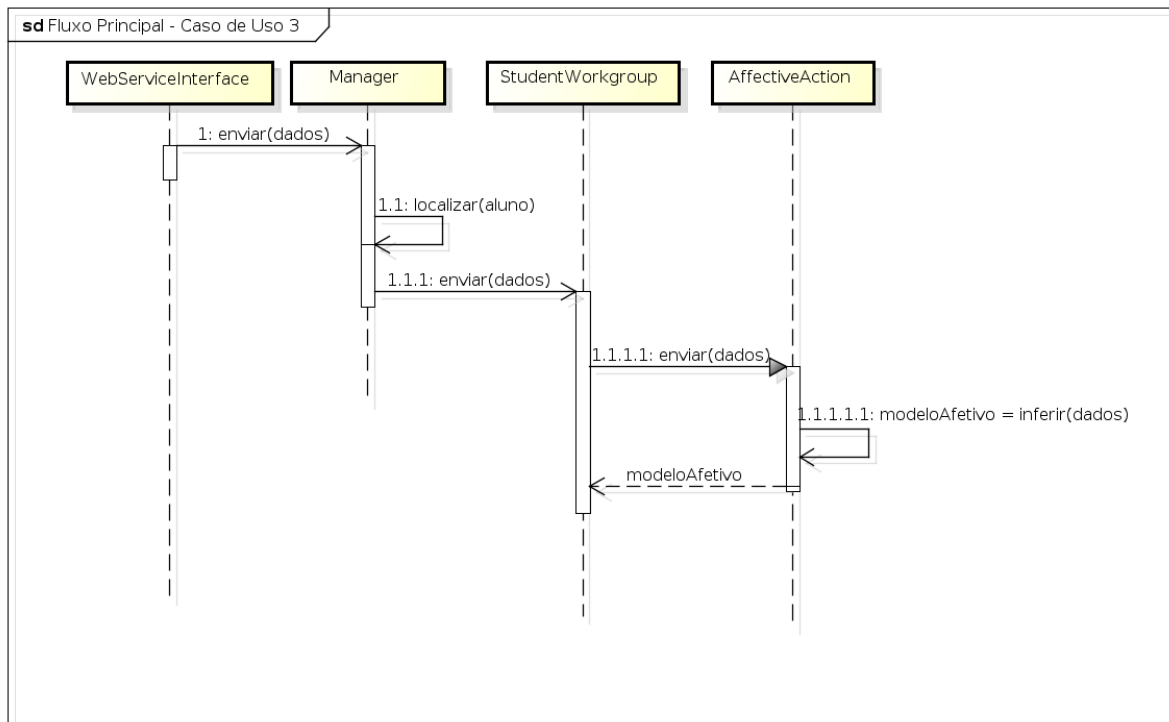 sd Fluxo Principal - Caso de Uso 3
WebServiceInterface
Manager
StudentWorkgroup
AffectiveAction
1: enviar(dados)
1.1: localizar(aluno)
1.1.1: enviar(dados)
1.1.1.1: enviar(dados)
1.1.1.1.1: modeloAfetivo = inferir(dados)
modeloAfetivo